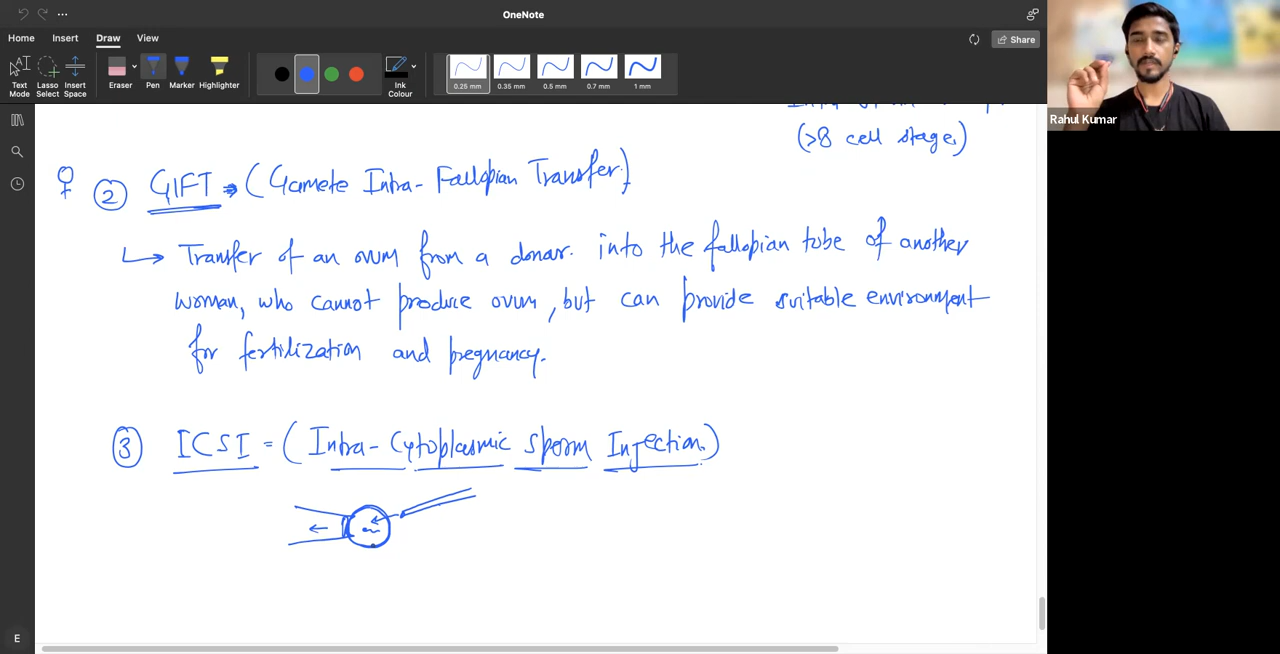 OneNote
Home Insert Draw View
Share
Text Mode
Lasso Select
Insert Space
Eraser
Pen
Marker
Highlighter
Ink Colour
0.25 mm
0.35 mm
0.5 mm
0.7 mm
1 mm
Rahul Kumar
(>8 cell stage)
♀ ② GIFT → (Gamete Intra-Fallopian Transfer)
↳ Transfer of an ovum from a donar. into the fallopian tube of another
woman, who cannot produce ovum, but can provide suitable environment
for fertilization and pregnancy.
③ ICSI = (Intra-Cytoplasmic Sperm Injection.)
E